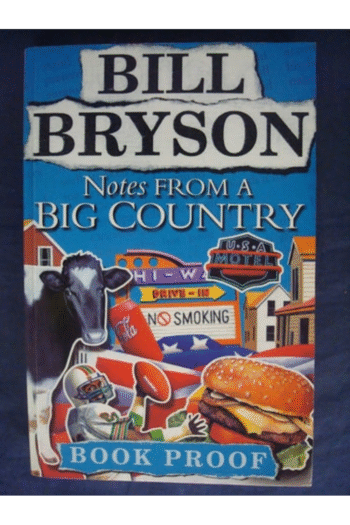 BILL
BRYSON
NOTES FROM A
BIG COUNTRY
U·S·A
MOTEL
HI-WA
DRIVE-IN
NO SMOKING
BOOK PROOF